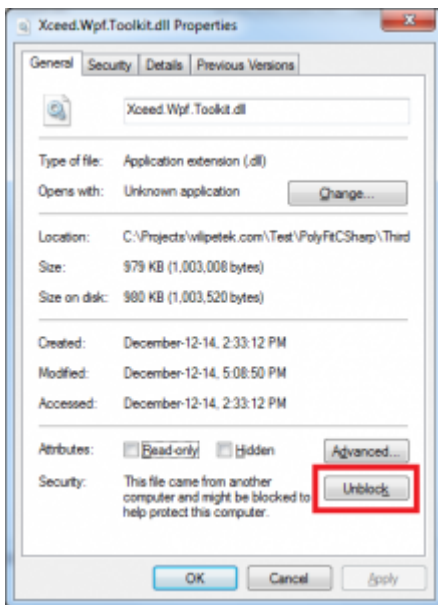 Xceed.Wpf.Toolkit.dll Properties
General Security Details Previous Versions
Xceed.Wpf.Toolkit.dll
Type of file: Application extension (.dll)
Opens with: Unknown application Change...
Location: C:\Projects\vilipetek.com\Test\PolyFitCSharp\Third
Size: 979 KB (1,003,008 bytes)
Size on disk: 980 KB (1,003,520 bytes)
Created: December-12-14, 2:33:12 PM
Modified: December-12-14, 5:08:50 PM
Accessed: December-12-14, 2:33:12 PM
Attributes: Read-only Hidden Advanced...
Security: This file came from another
computer and might be blocked to
help protect this computer.
Unblock
OK Cancel Apply